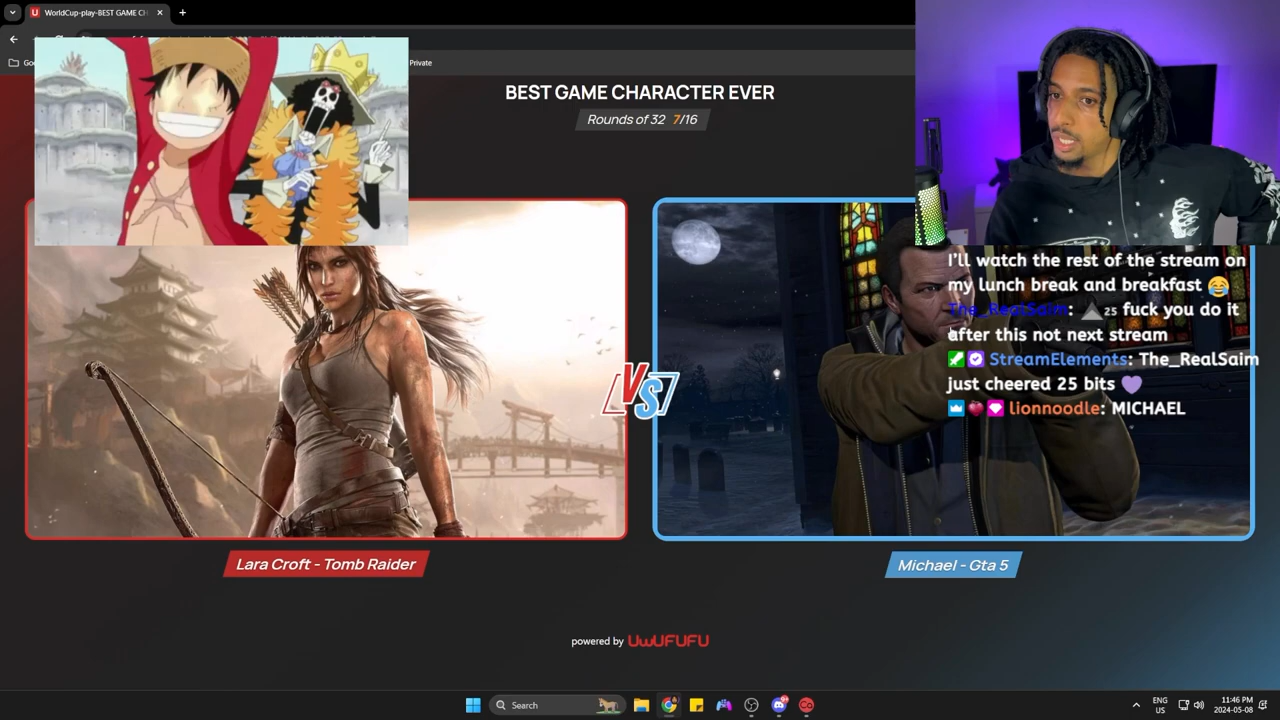 WorldCup-play-BEST GAME CH
Private
BEST GAME CHARACTER EVER
Rounds of 32 7/16
I'll watch the rest of the stream on
my lunch break and breakfast 😂
The_RealSaim: 25 fuck you do it
after this not next stream
StreamElements: The_RealSaim
just cheered 25 bits 💜
lionnoodle: MICHAEL
VS
Lara Croft - Tomb Raider
Michael - Gta 5
powered by UwUFUFU
Search
ENG
US
11:46 PM
2024-05-08